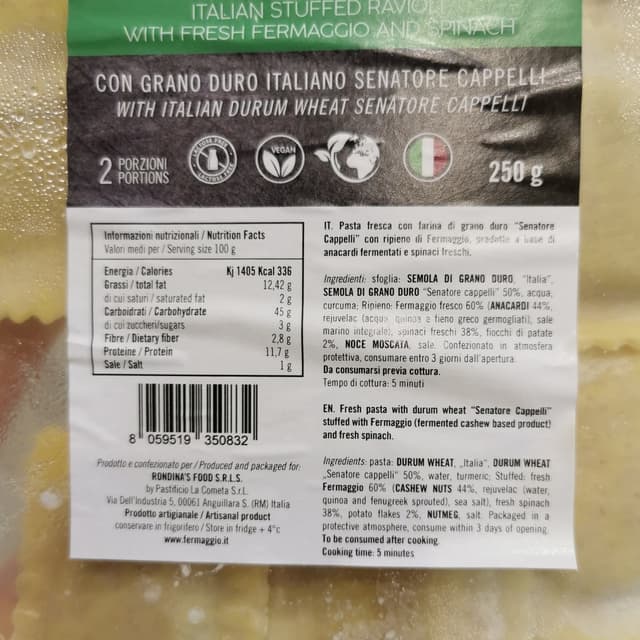 ITALIAN STUFFED RAVIOLI
WITH FRESH FERMAGGIO AND SPINACH
CON GRANO DURO ITALIANO SENATORE CAPPELLI
WITH ITALIAN DURUM WHEAT SENATORE CAPPELLI
2 PORZIONI
PORTIONS
LACTOSE FREE
VEGAN
250 g
Informazioni nutrizionali / Nutrition Facts
Valori medi per / Serving size 100 g
Energia / Calories Kj 1405 Kcal 336
Grassi / total fat 12,42 g
di cui saturi / saturated fat 2 g
Carboidrati / Carbohydrate 45 g
di cui zuccheri/sugars 3 g
Fibre / Dietary fiber 2,8 g
Proteine / Protein 11,7 g
Sale / Salt 1 g
8 059519 350832
Prodotto e confezionato per / Produced and packaged for:
RONDINA'S FOOD S.R.L.S.
by Pastificio La Cometa S.r.L.
Via Dell'Industria 5, 00061 Anguillara S. (RM) Italia
Prodotto artigianale / Artisanal product
conservare in frigorifero / Store in fridge + 4°c
www.fermaggio.it
IT. Pasta fresca con farina di grano duro "Senatore
Cappelli" con ripieno di Fermaggio, prodotto a base di
anacardi fermentati e spinaci freschi.
Ingredienti: sfoglia: SEMOLA DI GRANO DURO, "Italia",
SEMOLA DI GRANO DURO "Senatore cappelli" 50%, acqua,
curcuma; Ripieno: Fermaggio fresco 60% (ANACARDI 44%,
rejuvelac (acqua quinoa e fieno greco germogliati), sale
marino integrale), spinaci freschi 38%, fiocchi di patate
2%, NOCE MOSCATA, sale. Confezionato in atmosfera
protettiva, consumare entro 3 giorni dall'apertura.
Da consumarsi previa cottura.
Tempo di cottura: 5 minuti
EN. Fresh pasta with durum wheat "Senatore Cappelli"
stuffed with Fermaggio (fermented cashew based product)
and fresh spinach.
Ingredients: pasta: DURUM WHEAT, „Italia", DURUM WHEAT
„Senatore cappelli" 50%, water, turmeric; Stuffed: fresh
Fermaggio 60% (CASHEW NUTS 44%, rejuvelac (water,
quinoa and fenugreek sprouted), sea salt), fresh spinach
38%, potato flakes 2%, NUTMEG, salt. Packaged in a
protective atmosphere, consume within 3 days of opening.
To be consumed after cooking.
Cooking time: 5 minutes